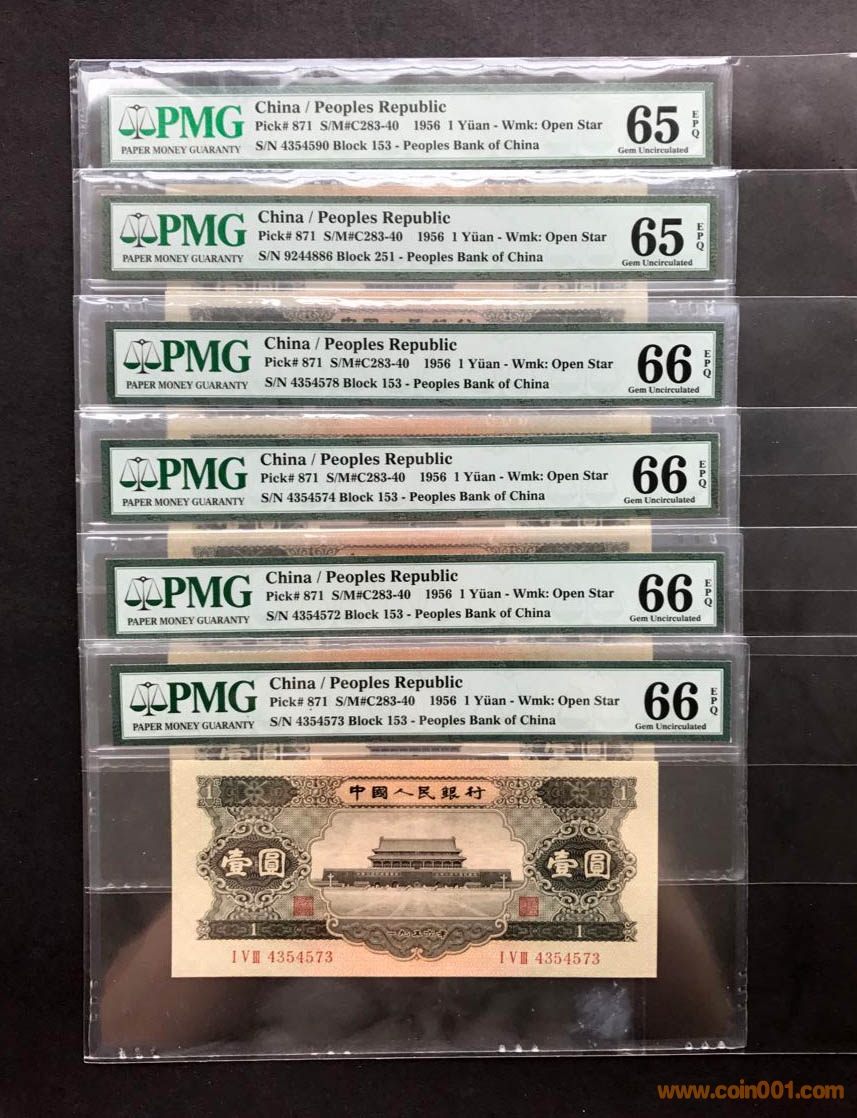 PMG
PAPER MONEY GUARANTY
China / Peoples Republic
Pick# 871 S/M#C283-40 1956 1 Yüan - Wmk: Open Star
S/N 4354590 Block 153 - Peoples Bank of China
65 EPQ
Gem Uncirculated
PMG
PAPER MONEY GUARANTY
China / Peoples Republic
Pick# 871 S/M#C283-40 1956 1 Yüan - Wmk: Open Star
S/N 9244886 Block 251 - Peoples Bank of China
65 EPQ
Gem Uncirculated
PMG
PAPER MONEY GUARANTY
China / Peoples Republic
Pick# 871 S/M#C283-40 1956 1 Yüan - Wmk: Open Star
S/N 4354578 Block 153 - Peoples Bank of China
66 EPQ
Gem Uncirculated
PMG
PAPER MONEY GUARANTY
China / Peoples Republic
Pick# 871 S/M#C283-40 1956 1 Yüan - Wmk: Open Star
S/N 4354574 Block 153 - Peoples Bank of China
66 EPQ
Gem Uncirculated
PMG
PAPER MONEY GUARANTY
China / Peoples Republic
Pick# 871 S/M#C283-40 1956 1 Yüan - Wmk: Open Star
S/N 4354572 Block 153 - Peoples Bank of China
66 EPQ
Gem Uncirculated
PMG
PAPER MONEY GUARANTY
China / Peoples Republic
Pick# 871 S/M#C283-40 1956 1 Yüan - Wmk: Open Star
S/N 4354573 Block 153 - Peoples Bank of China
66 EPQ
Gem Uncirculated
1 中國人民銀行 1
壹圓 壹圓
1 一九五六年 1
I V III 4354573 I V III 4354573
www.coin001.com